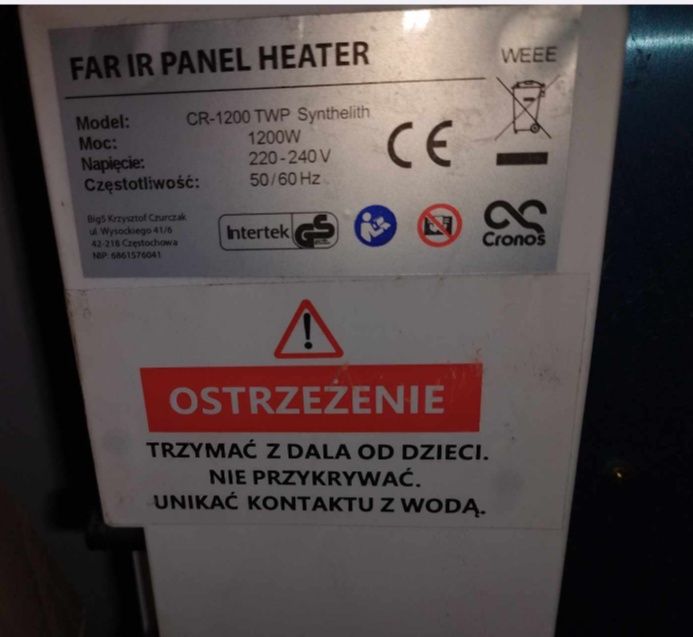 FAR IR PANEL HEATER
WEEE
Model: CR-1200 TWP Synthelith
Moc: 1200W
Napięcie: 220-240V
Częstotliwość: 50/60 Hz
CE
Big5 Krzysztof Czurczak
ul. Wysockiego 41/6
42-218 Częstochowa
NIP: 6861576041
Intertek GS
Cronos
OSTRZEŻENIE
TRZYMAĆ Z DALA OD DZIECI.
NIE PRZYKRYWAĆ.
UNIKAĆ KONTAKTU Z WODĄ.